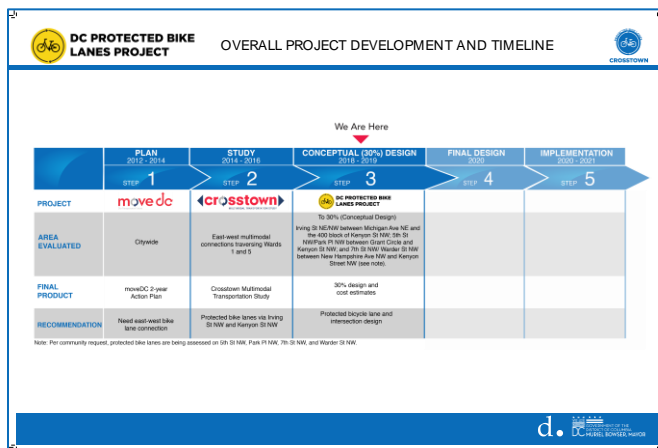 DC PROTECTED BIKE
LANES PROJECT
OVERALL PROJECT DEVELOPMENT AND TIMELINE
CROSSTOWN
We Are Here
PLAN
2012 - 2014
STUDY
2014 - 2016
CONCEPTUAL (30%) DESIGN
2018 - 2019
FINAL DESIGN
2020
IMPLEMENTATION
2020 - 2021
STEP 1
STEP 2
STEP 3
STEP 4
STEP 5
PROJECT
move dc
crosstown
DC PROTECTED BIKE
LANES PROJECT
AREA
EVALUATED
Citywide
East-west multimodal
connections traversing Wards
1 and 5
To 30% (Conceptual Design)
Irving St NE/NW between Michigan Ave NE and
the 400 block of Kenyon St NW; 5th St
NW/Park Pl NW between Grant Circle and
Kenyon St NW; and 7th St NW/ Warder St NW
between New Hampshire Ave NW and Kenyon
Street NW (see note).
FINAL
PRODUCT
moveDC 2-year
Action Plan
Crosstown Multimodal
Transportation Study
30% design and
cost estimates
RECOMMENDATION
Need east-west bike
lane connection
Protected bike lanes via Irving
St NW and Kenyon St NW
Protected bicycle lane and
intersection design
Note: Per community request, protected bike lanes are being assessed on 5th St NW, Park Pl NW, 7th St NW, and Warder St NW.
d.
GOVERNMENT OF THE
DISTRICT OF COLUMBIA
DC MURIEL BOWSER, MAYOR